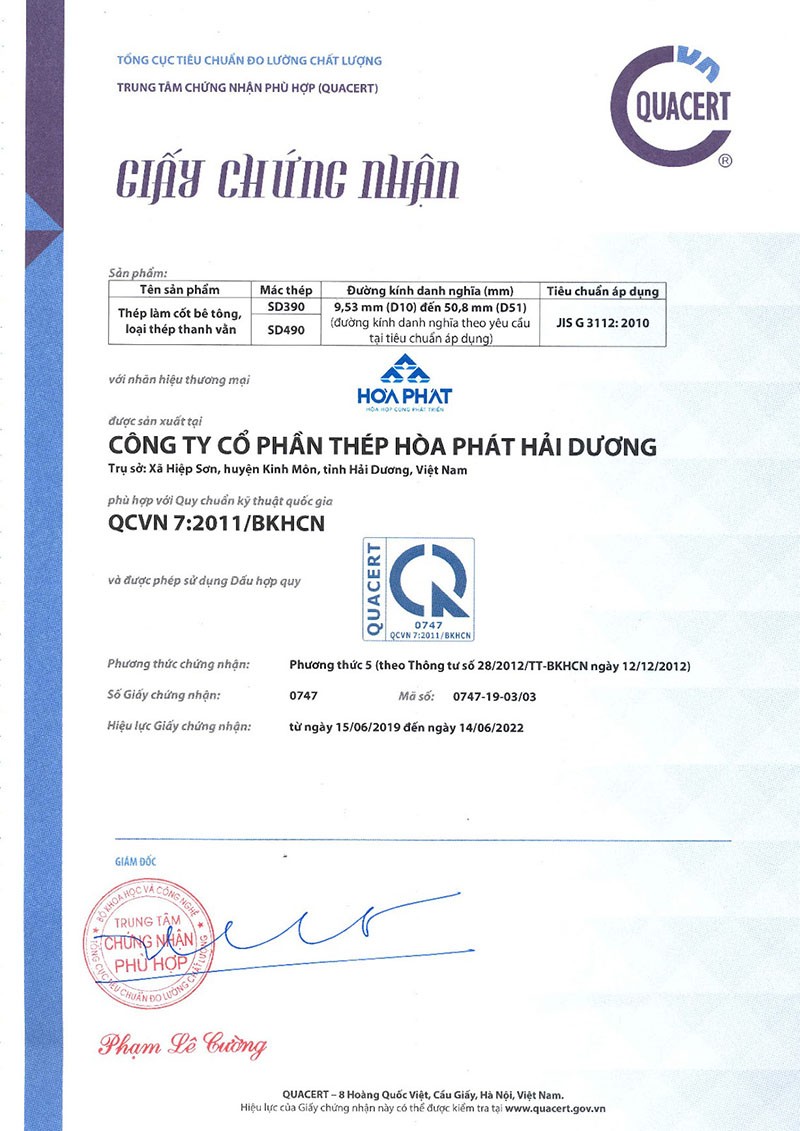 TỔNG CỤC TIÊU CHUẨN ĐO LƯỜNG CHẤT LƯỢNG
TRUNG TÂM CHỨNG NHẬN PHÙ HỢP (QUACERT)
VN
QUACERT
®
GIẤY CHỨNG NHẬN
Sản phẩm:
Tên sản phẩm Mác thép Đường kính danh nghĩa (mm) Tiêu chuẩn áp dụng
Thép làm cốt bê tông, loại thép thanh vằn
SD390
SD490
9,53 mm (D10) đến 50,8 mm (D51)
(đường kính danh nghĩa theo yêu cầu
tại tiêu chuẩn áp dụng)
JIS G 3112: 2010
với nhãn hiệu thương mại
HÒA PHÁT
HÒA HỢP CÙNG PHÁT TRIỂN
được sản xuất tại
CÔNG TY CỔ PHẦN THÉP HÒA PHÁT HẢI DƯƠNG
Trụ sở: Xã Hiệp Sơn, huyện Kinh Môn, tỉnh Hải Dương, Việt Nam
phù hợp với Quy chuẩn kỹ thuật quốc gia
QCVN 7:2011/BKHCN
và được phép sử dụng Dấu hợp quy
QUACERT
0747
QCVN 7:2011/BKHCN
Phương thức chứng nhận: Phương thức 5 (theo Thông tư số 28/2012/TT-BKHCN ngày 12/12/2012)
Số Giấy chứng nhận: 0747 Mã số: 0747-19-03/03
Hiệu lực Giấy chứng nhận: từ ngày 15/06/2019 đến ngày 14/06/2022
GIÁM ĐỐC
BỘ KHOA HỌC VÀ CÔNG NGHỆ
TRUNG TÂM
CHỨNG NHẬN
PHÙ HỢP
TỔNG CỤC TIÊU CHUẨN ĐO LƯỜNG CHẤT LƯỢNG
Phạm Lê Cường
QUACERT – 8 Hoàng Quốc Việt, Cầu Giấy, Hà Nội, Việt Nam.
Hiệu lực của Giấy chứng nhận này có thể được kiểm tra tại www.quacert.gov.vn